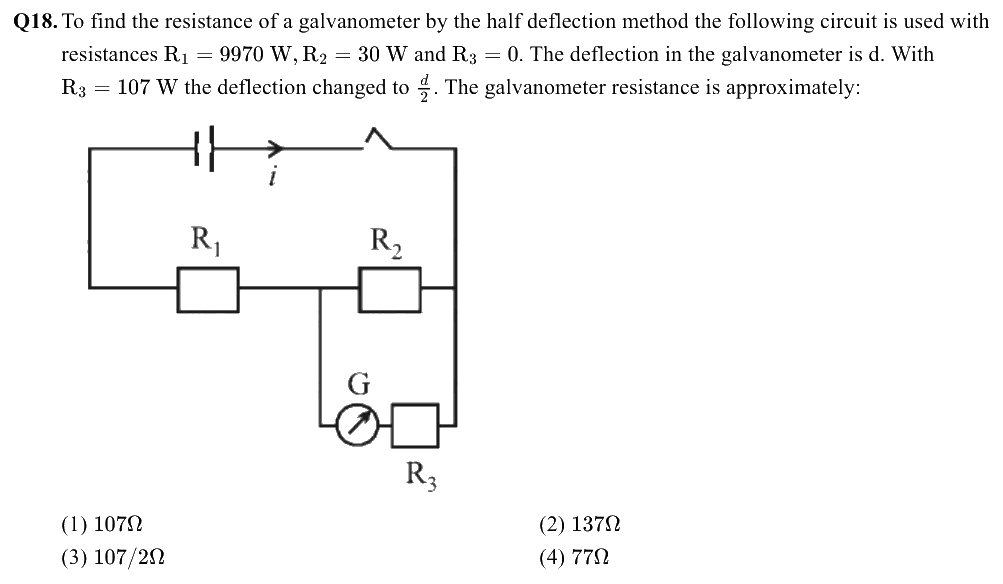 Q18. To find the resistance of a galvanometer by the half deflection method the following circuit is used with
resistances R₁ = 9970 W, R₂ = 30 W and R₃ = 0. The deflection in the galvanometer is d. With
R₃ = 107 W the deflection changed to d/2. The galvanometer resistance is approximately:
i
R₁
R₂
G
R₃
(1) 107Ω
(2) 137Ω
(3) 107/2Ω
(4) 77Ω